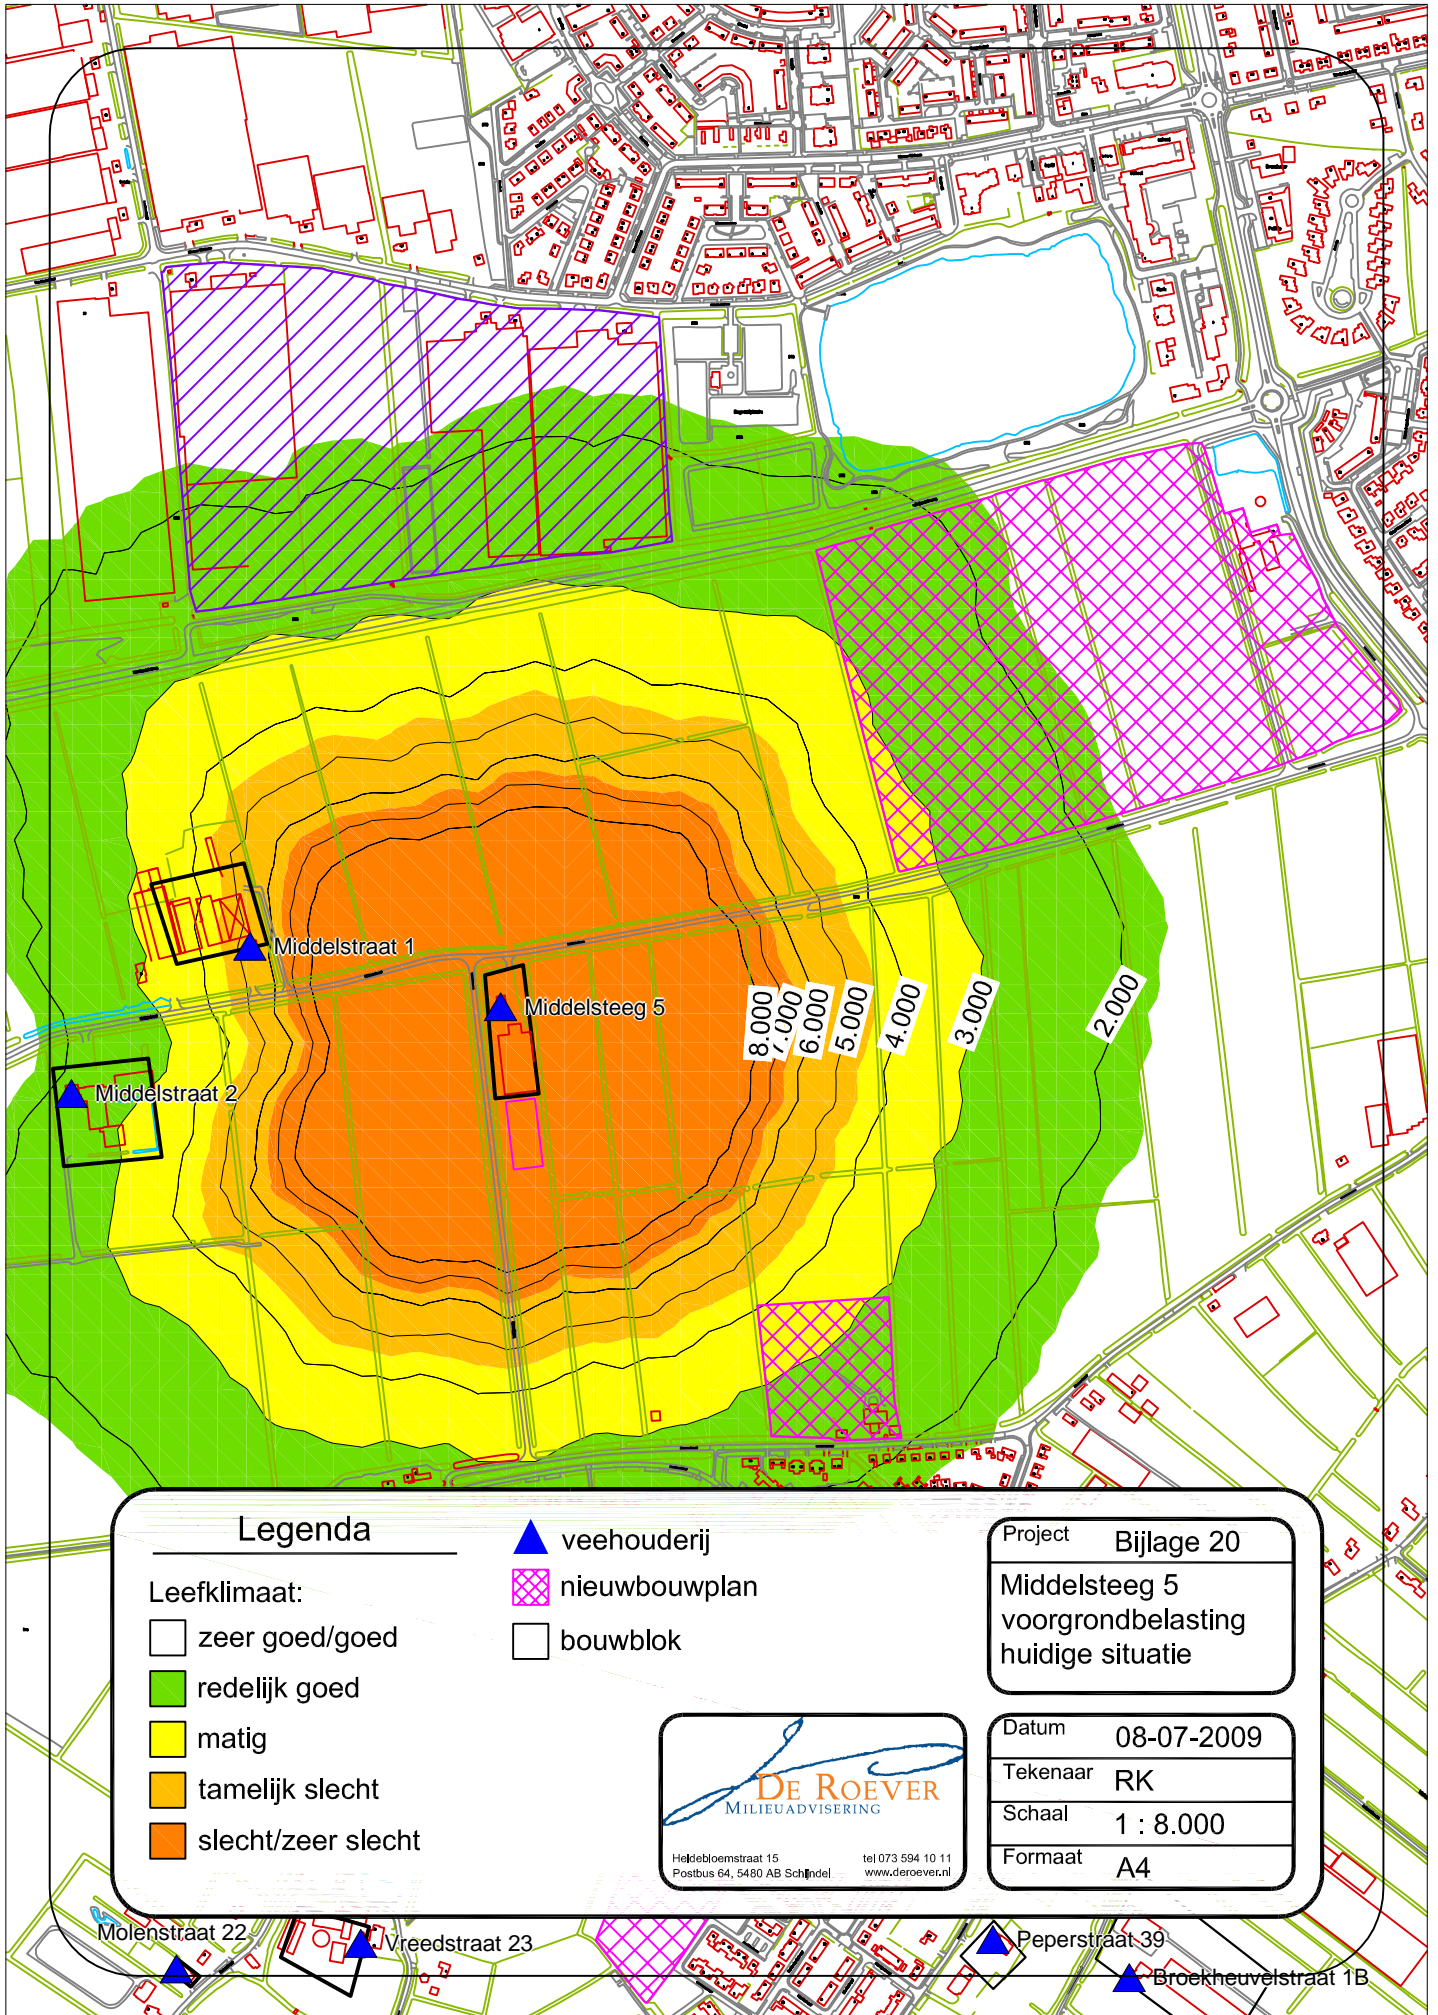 Middelstraat 1
Middelsteeg 5
Middelstraat 2
8.000
7.000
6.000
5.000
4.000
3.000
2.000
Legenda
Leefklimaat:
zeer goed/goed
redelijk goed
matig
tamelijk slecht
slecht/zeer slecht
veehouderij
nieuwbouwplan
bouwblok
Project Bijlage 20
Middelsteeg 5
voorgrondbelasting
huidige situatie
DE ROEVER
MILIEUADVISERING
Heldebloemstraat 15 tel 073 594 10 11
Postbus 64, 5480 AB Schijndel www.deroever.nl
Datum 08-07-2009
Tekenaar RK
Schaal 1 : 8.000
Formaat A4
Molenstraat 22
Vreedstraat 23
Peperstraat 39
Broekheuvelstraat 1B